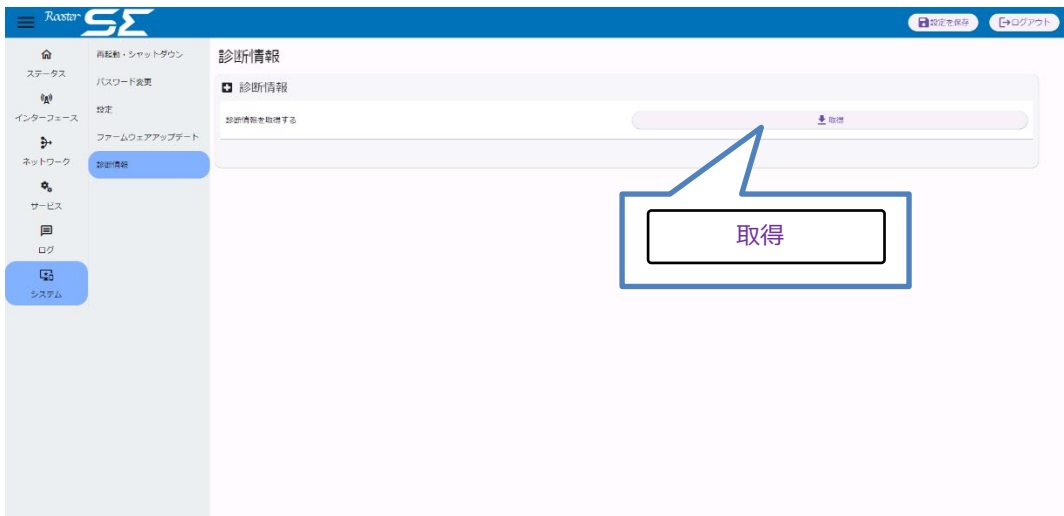 Rooster SE
設定を保存
ログアウト
ステータス
インターフェース
ネットワーク
サービス
ログ
システム
再起動・シャットダウン
パスワード変更
設定
ファームウェアアップデート
診断情報
診断情報
診断情報
診断情報を取得する
取得
取得